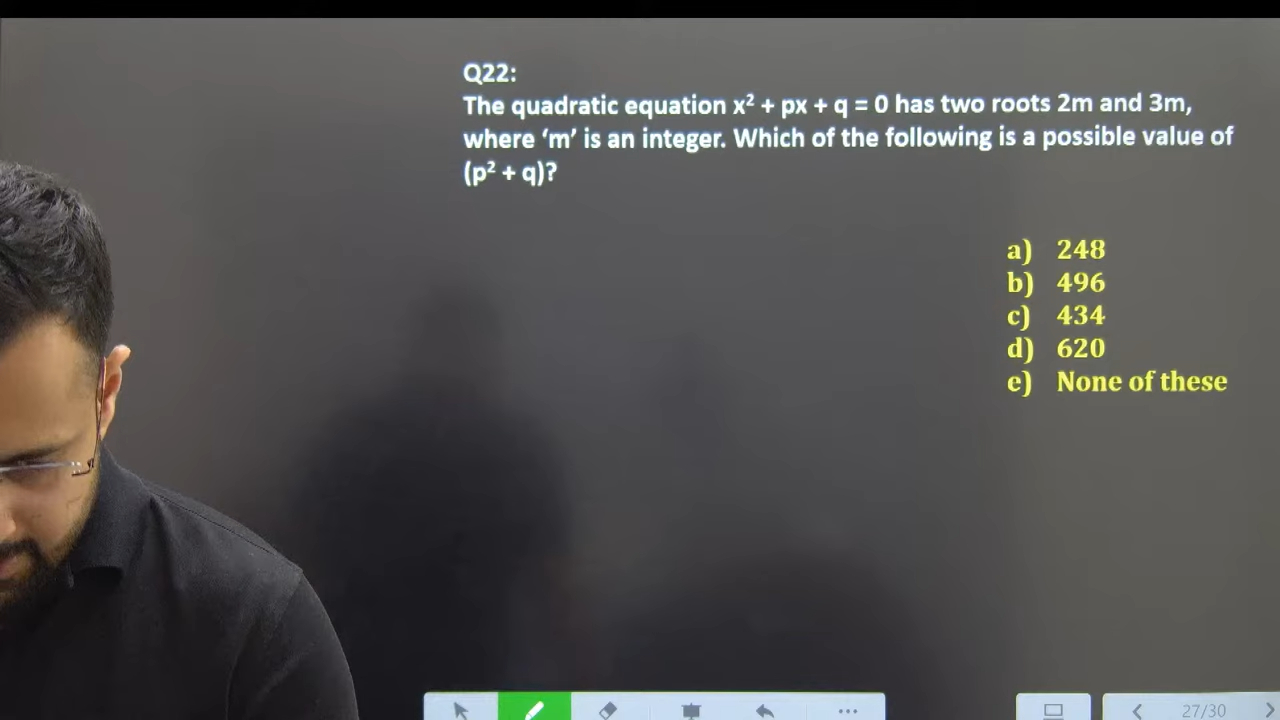 Q22:
The quadratic equation x² + px + q = 0 has two roots 2m and 3m,
where ‘m’ is an integer. Which of the following is a possible value of
(p² + q)?
a) 248
b) 496
c) 434
d) 620
e) None of these
27/30